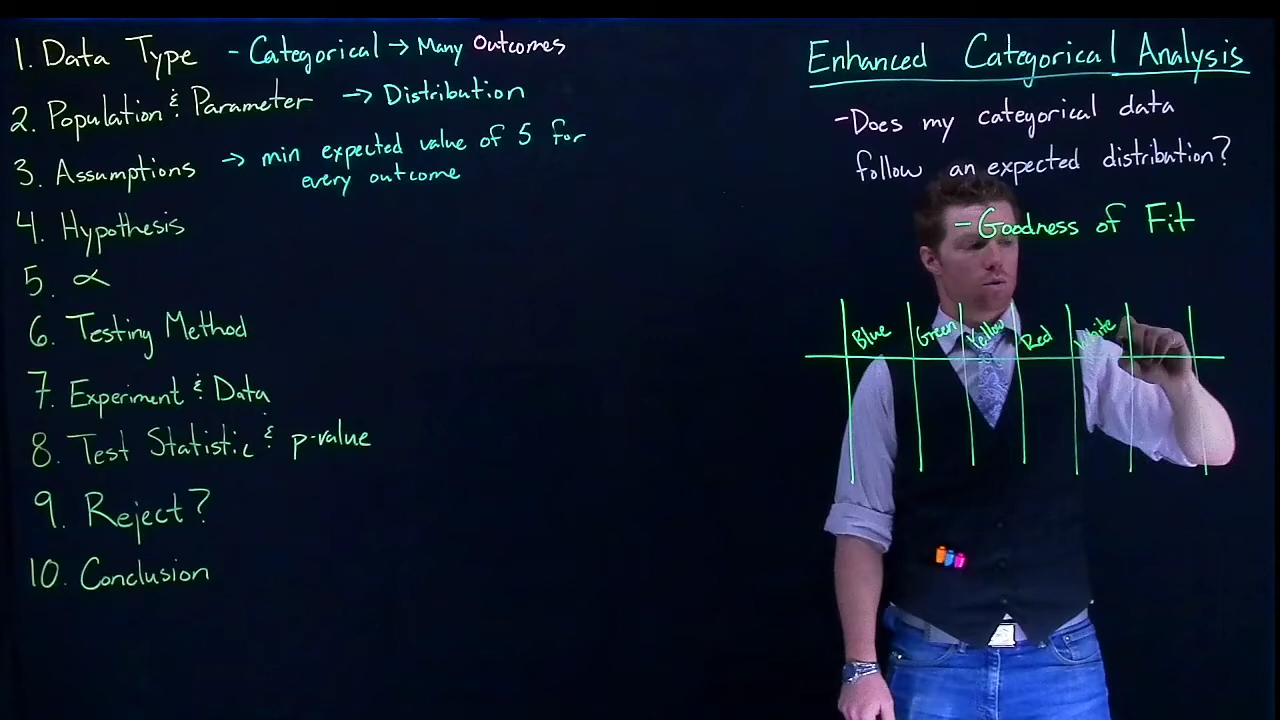 1. Data Type - Categorical → Many Outcomes
2. Population & Parameter → Distribution
3. Assumptions → min expected value of 5 for
every outcome
4. Hypothesis
5. ∝
6. Testing Method
7. Experiment & Data
8. Test Statistic & p-value
9. Reject?
10. Conclusion
Enhanced Categorical Analysis
- Does my categorical data
follow an expected distribution?
- Goodness of Fit
Blue Green Yellow Red White